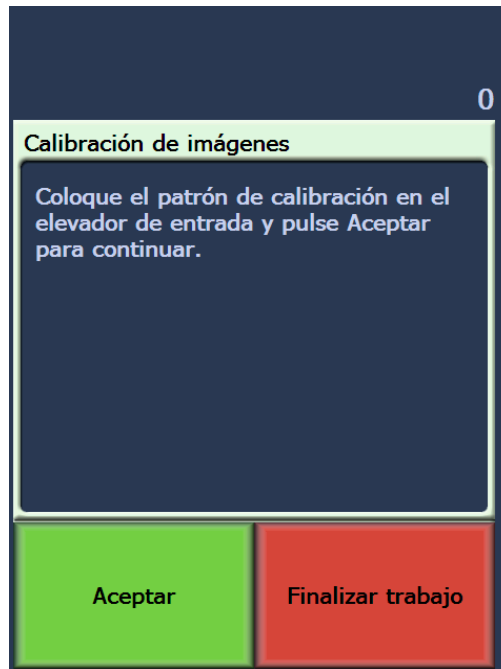 0
Calibración de imágenes
Coloque el patrón de calibración en el
elevador de entrada y pulse Aceptar
para continuar.
Aceptar
Finalizar trabajo